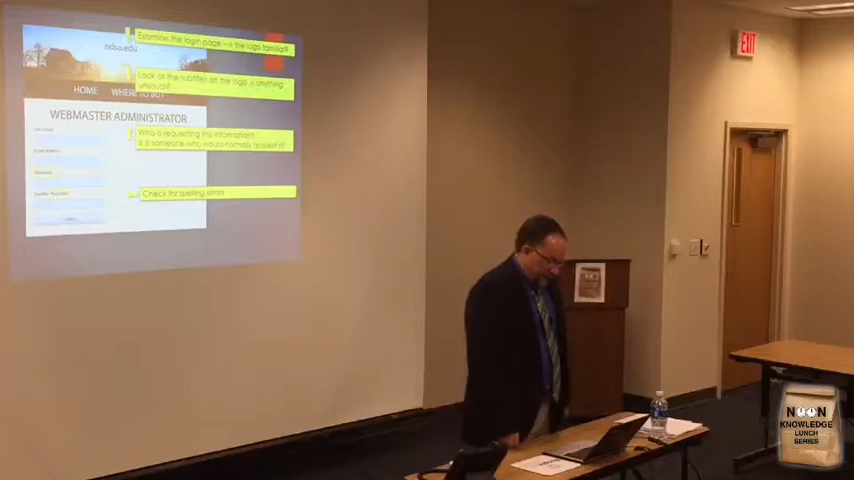 ndsu.edu
Examine the login page – is the logo familiar?
Look at the subtitles on the logo, is anything
unusual?
HOME WHERE TO BUY
WEBMASTER ADMINISTRATOR
Who is requesting this information?
Is it someone who would normally request it?
Check for spelling errors
EXIT
NOON
KNOWLEDGE
LUNCH
SERIES